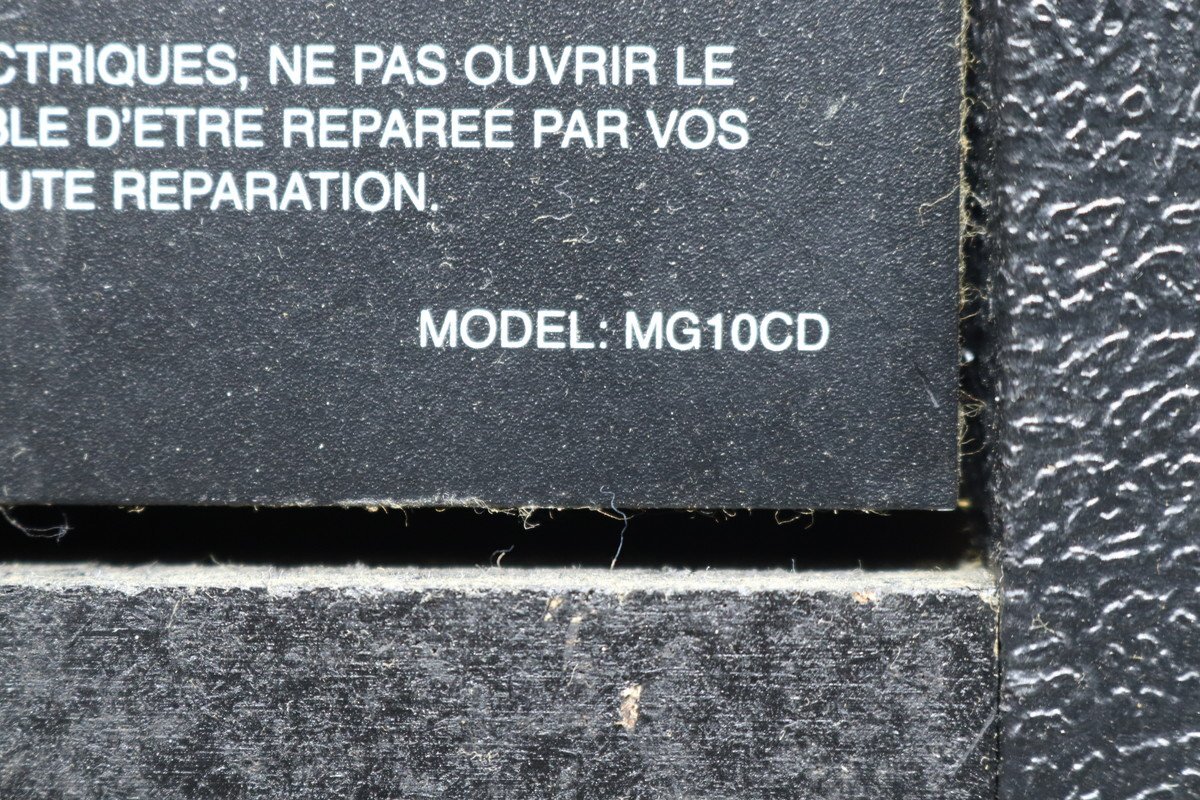 CTRIQUES, NE PAS OUVRIR LE
BLE D'ETRE REPAREE PAR VOS
UTE REPARATION.
MODEL: MG10CD